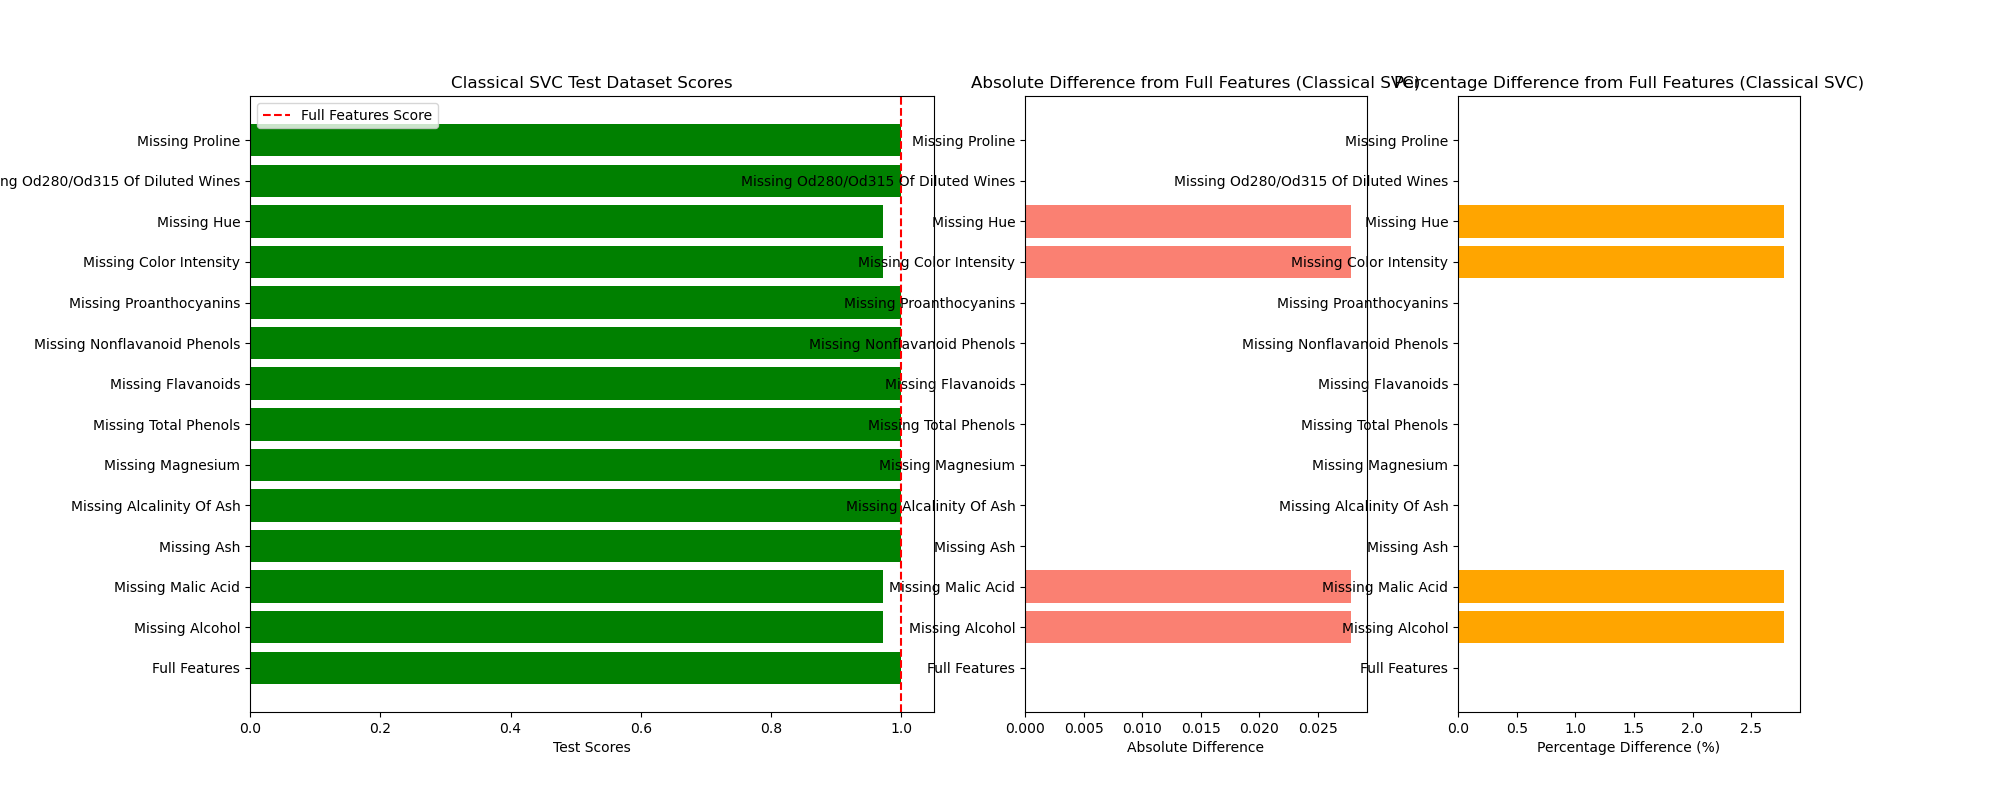 Classical SVC Test Dataset Scores
Full Features Score
Missing Proline
ng Od280/Od315 Of Diluted Wines
Missing Hue
Missing Color Intensity
Missing Proanthocyanins
Missing Nonflavanoid Phenols
Missing Flavanoids
Missing Total Phenols
Missing Magnesium
Missing Alcalinity Of Ash
Missing Ash
Missing Malic Acid
Missing Alcohol
Full Features
0.0 0.2 0.4 0.6 0.8 1.0
Test Scores
Absolute Difference from Full Features (Classical SVC)
Missing Proline
Missing Od280/Od315 Of Diluted Wines
Missing Hue
Missing Color Intensity
Missing Proanthocyanins
Missing Nonflavanoid Phenols
Missing Flavanoids
Missing Total Phenols
Missing Magnesium
Missing Alcalinity Of Ash
Missing Ash
Missing Malic Acid
Missing Alcohol
Full Features
0.000 0.005 0.010 0.015 0.020 0.025
Absolute Difference
Percentage Difference from Full Features (Classical SVC)
Missing Proline
Missing Od280/Od315 Of Diluted Wines
Missing Hue
Missing Color Intensity
Missing Proanthocyanins
Missing Nonflavanoid Phenols
Missing Flavanoids
Missing Total Phenols
Missing Magnesium
Missing Alcalinity Of Ash
Missing Ash
Missing Malic Acid
Missing Alcohol
Full Features
0.0 0.5 1.0 1.5 2.0 2.5
Percentage Difference (%)